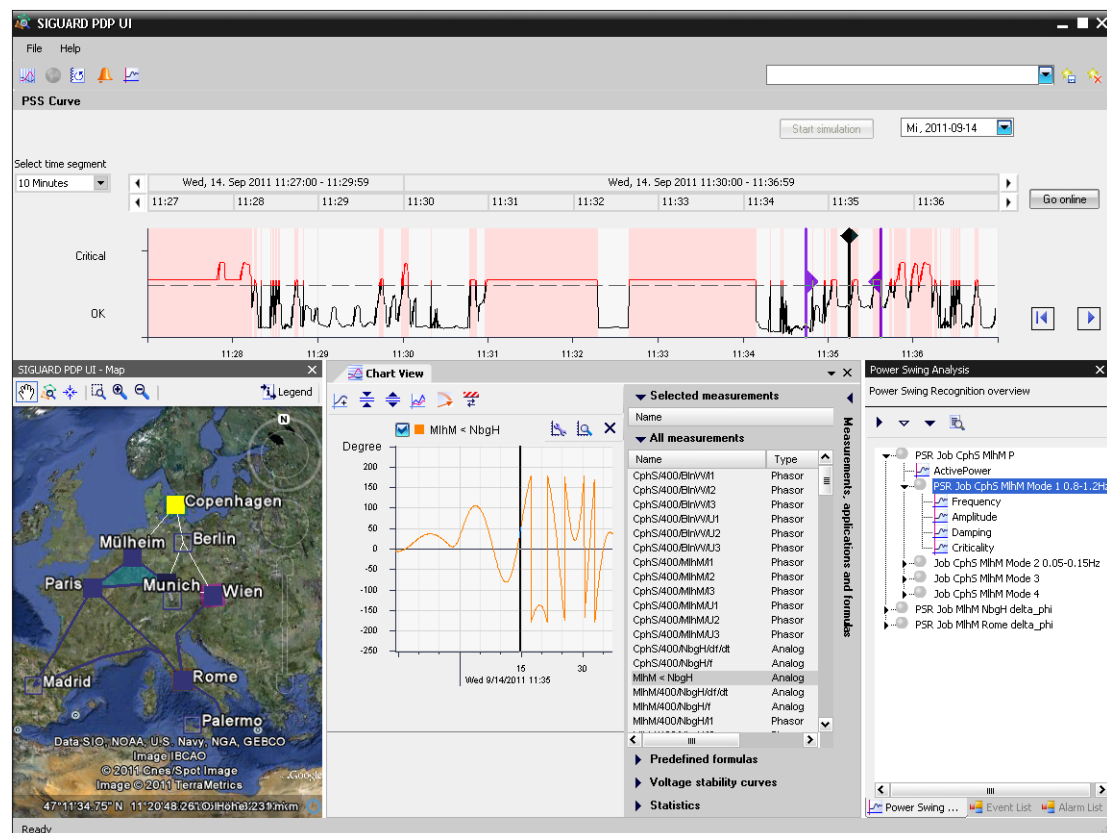 SIGUARD PDP UI
File Help
PSS Curve
Start simulation
Mi , 2011-09-14
Select time segment
10 Minutes
Wed, 14. Sep 2011 11:27:00 - 11:29:59
Wed, 14. Sep 2011 11:30:00 - 11:36:59
11:27 11:28 11:29 11:30 11:31 11:32 11:33 11:34 11:35 11:36
Go online
Critical
OK
11:28 11:29 11:30 11:31 11:32 11:33 11:34 11:35 11:36
SIGUARD PDP UI - Map
Legend
N
Copenhagen
Berlin
Mülheim
Paris
Munich
Wien
Madrid
Rome
Palermo
Data SIO, NOAA, U.S. Navy, NGA, GEBCO
Image IBCAO
© 2011 Cnes/Spot Image
Image © 2011 TerraMetrics
Google
47°11'34.75" N
Chart View
MlhM < NbgH
Degree
200
150
100
50
0
-50
-100
-150
-200
-250
15 30
Wed 9/14/2011 11:35
Selected measurements
Name
All measurements
Name Type
CphS/400/BlnW/I1 Phasor
CphS/400/BlnW/I2 Phasor
CphS/400/BlnW/I3 Phasor
CphS/400/BlnW/U1 Phasor
CphS/400/BlnW/U2 Phasor
CphS/400/BlnW/U3 Phasor
CphS/400/MlhM/I1 Phasor
CphS/400/MlhM/I2 Phasor
CphS/400/MlhM/I3 Phasor
CphS/400/MlhM/U1 Phasor
CphS/400/MlhM/U2 Phasor
CphS/400/MlhM/U3 Phasor
CphS/400/NbgH/df/dt Analog
CphS/400/NbgH/f Analog
MlhM < NbgH Analog
MlhM/400/NbgH/df/dt Analog
MlhM/400/NbgH/f Analog
MlhM/400/NbgH/I1 Phasor
Predefined formulas
Voltage stability curves
Statistics
Measurements, applications and formulas
Power Swing Analysis
Power Swing Recognition overview
PSR Job CphS MlhM P
ActivePower
PSR Job CphS MlhM Mode 1 0.8-1.2Hz
Frequency
Amplitude
Damping
Criticality
Job CphS MlhM Mode 2 0.05-0.15Hz
Job CphS MlhM Mode 3
Job CphS MlhM Mode 4
PSR Job MlhM NbgH delta_phi
PSR Job MlhM Rome delta_phi
Power Swing ... Event List Alarm List
Ready